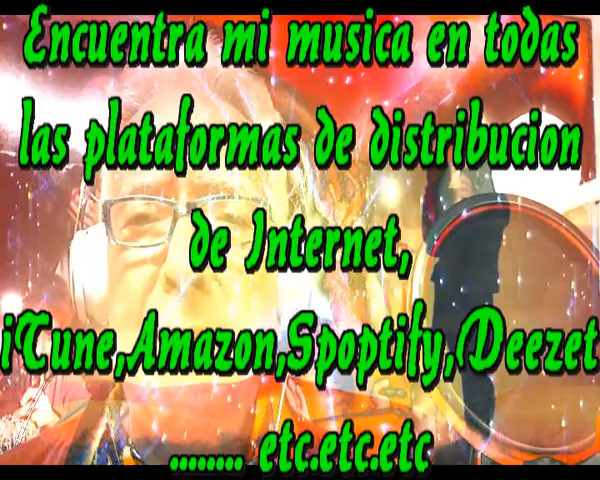 Encuentra mi musica en todas
las plataformas de distribucion
de Internet,
iTune,Amazon,Spoptify,Deezet
........ etc.etc.etc